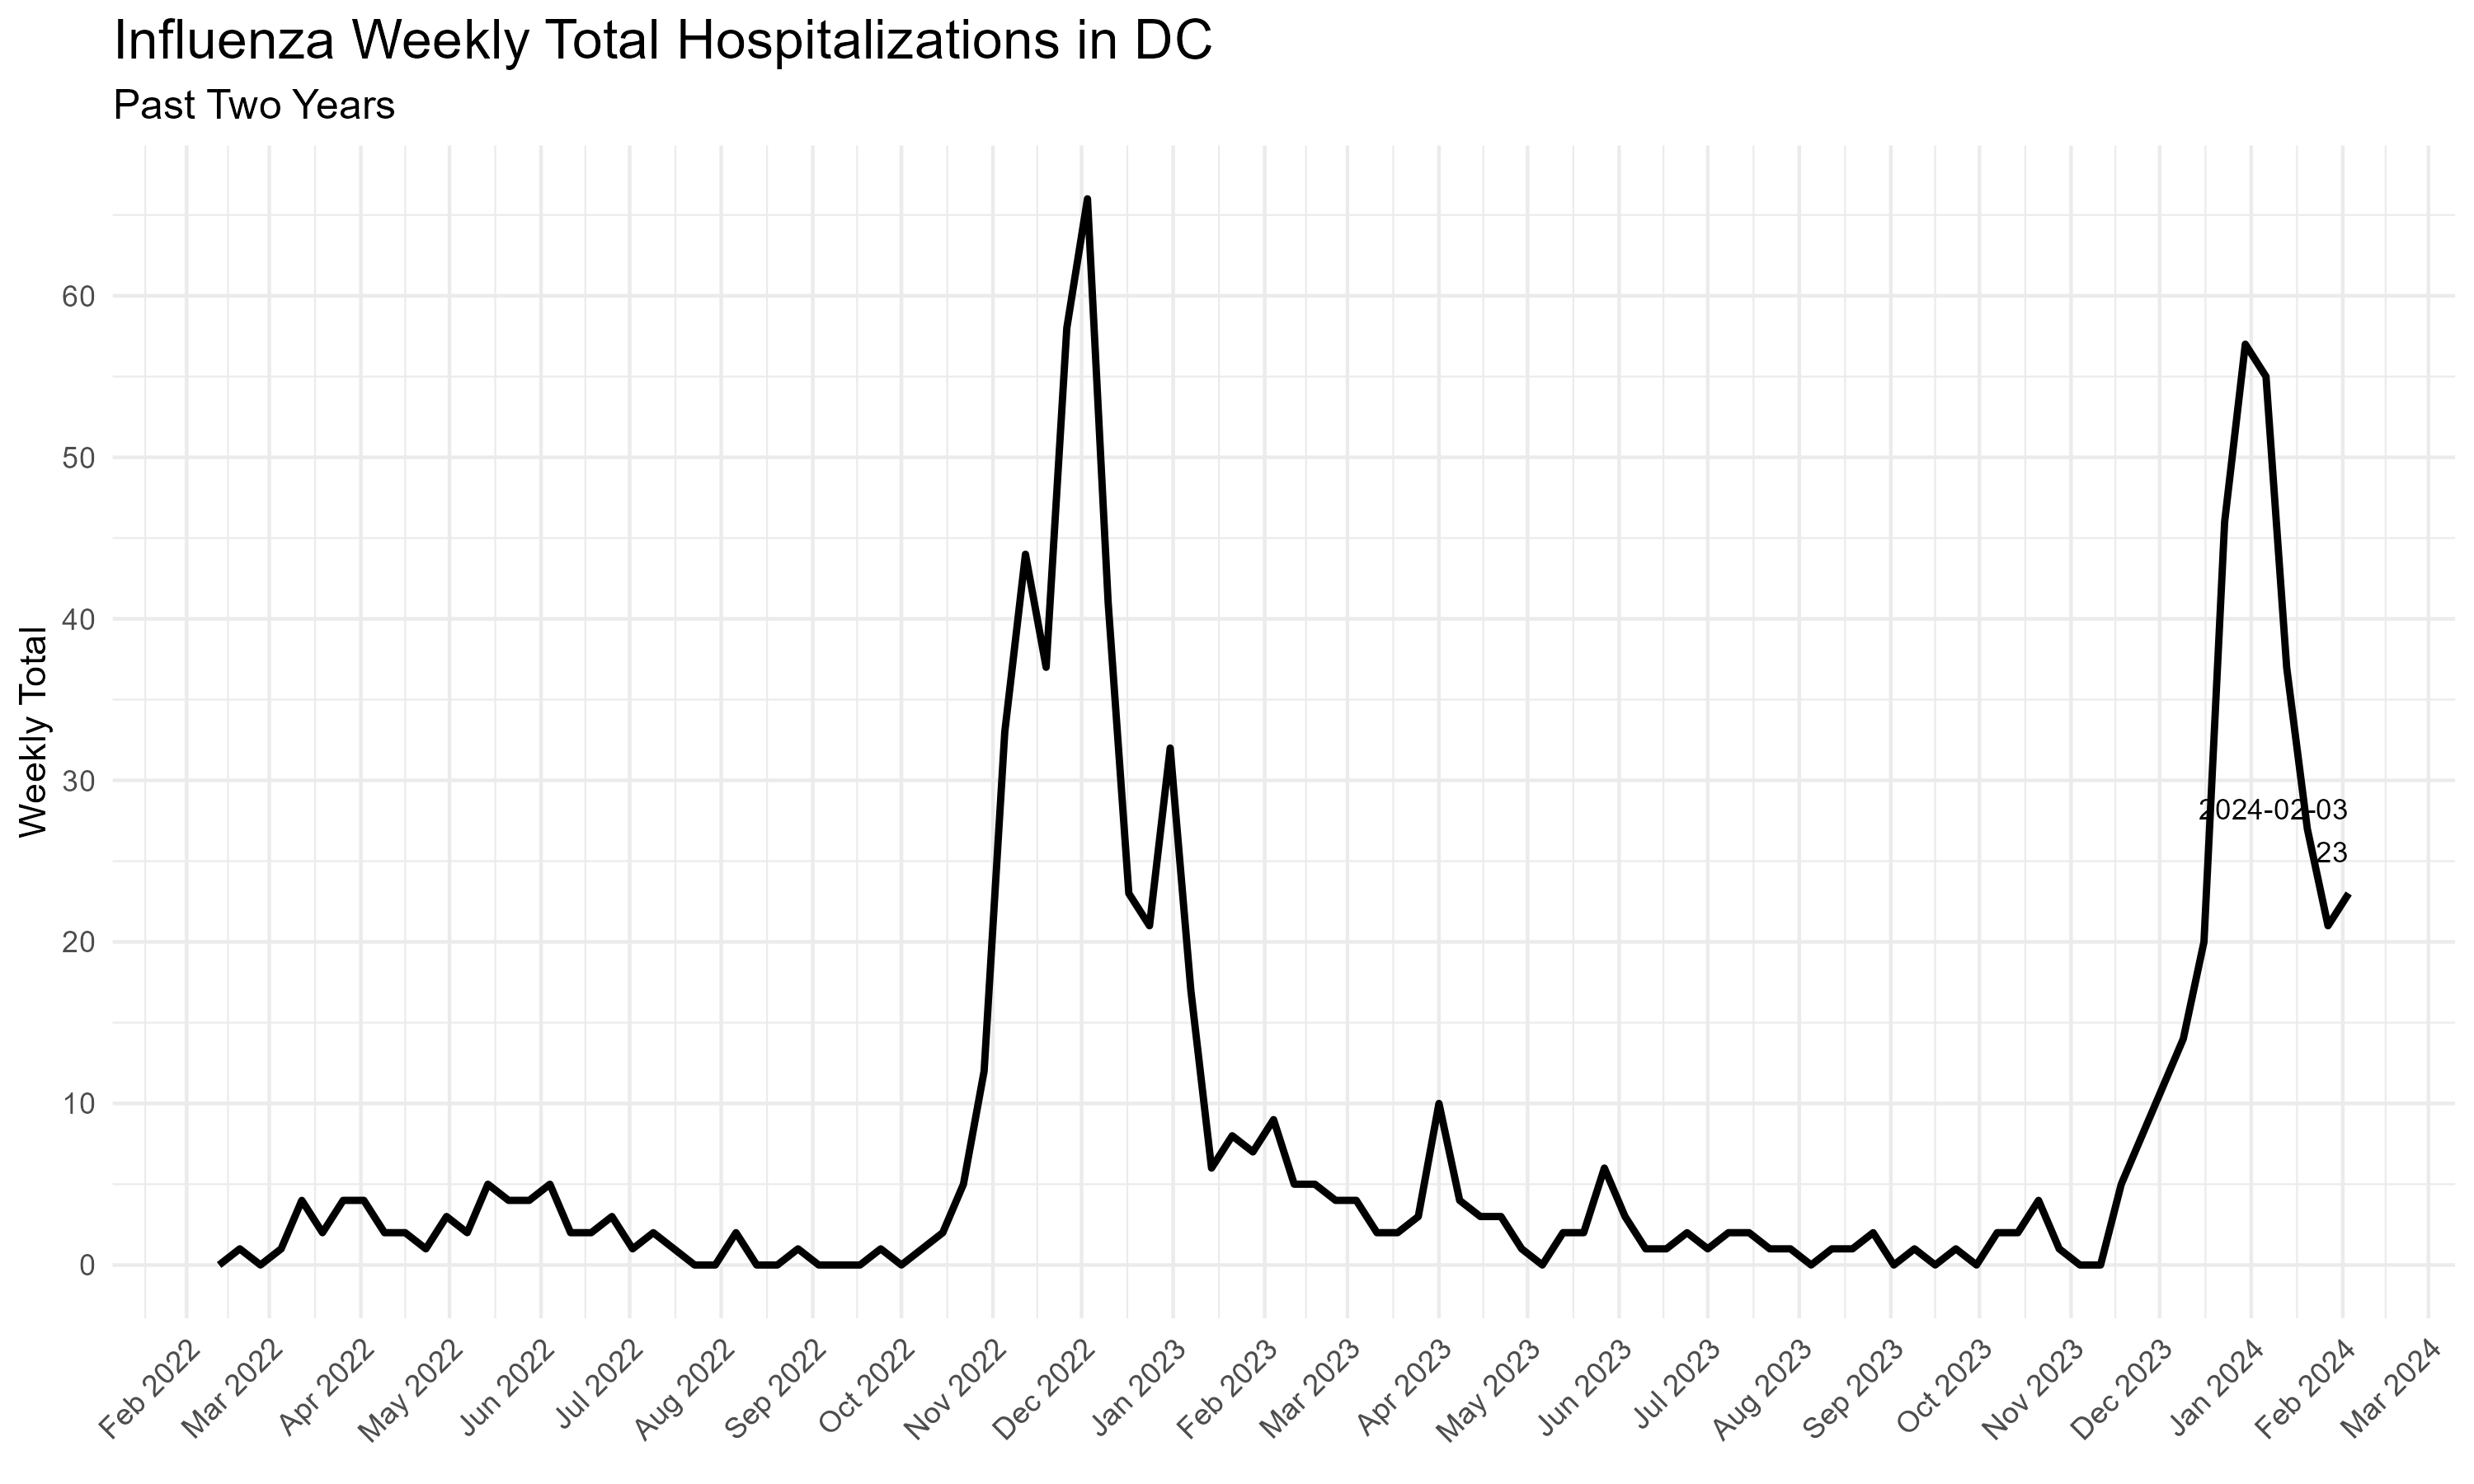 Influenza Weekly Total Hospitalizations in DC
Past Two Years
Weekly Total
60
50
40
30
20
10
0
2024-02-03
23
Feb 2022
Mar 2022
Apr 2022
May 2022
Jun 2022
Jul 2022
Aug 2022
Sep 2022
Oct 2022
Nov 2022
Dec 2022
Jan 2023
Feb 2023
Mar 2023
Apr 2023
May 2023
Jun 2023
Jul 2023
Aug 2023
Sep 2023
Oct 2023
Nov 2023
Dec 2023
Jan 2024
Feb 2024
Mar 2024